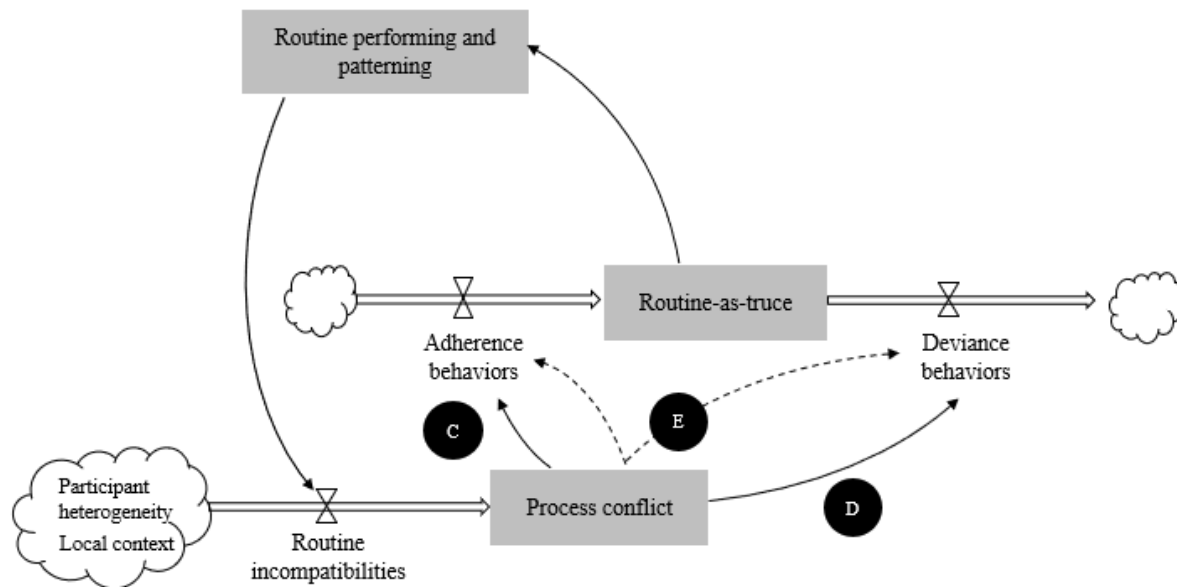 Routine performing and
patterning
Routine-as-truce
Adherence
behaviors
Deviance
behaviors
C
E
Participant
heterogeneity
Local context
Process conflict
D
Routine
incompatibilities